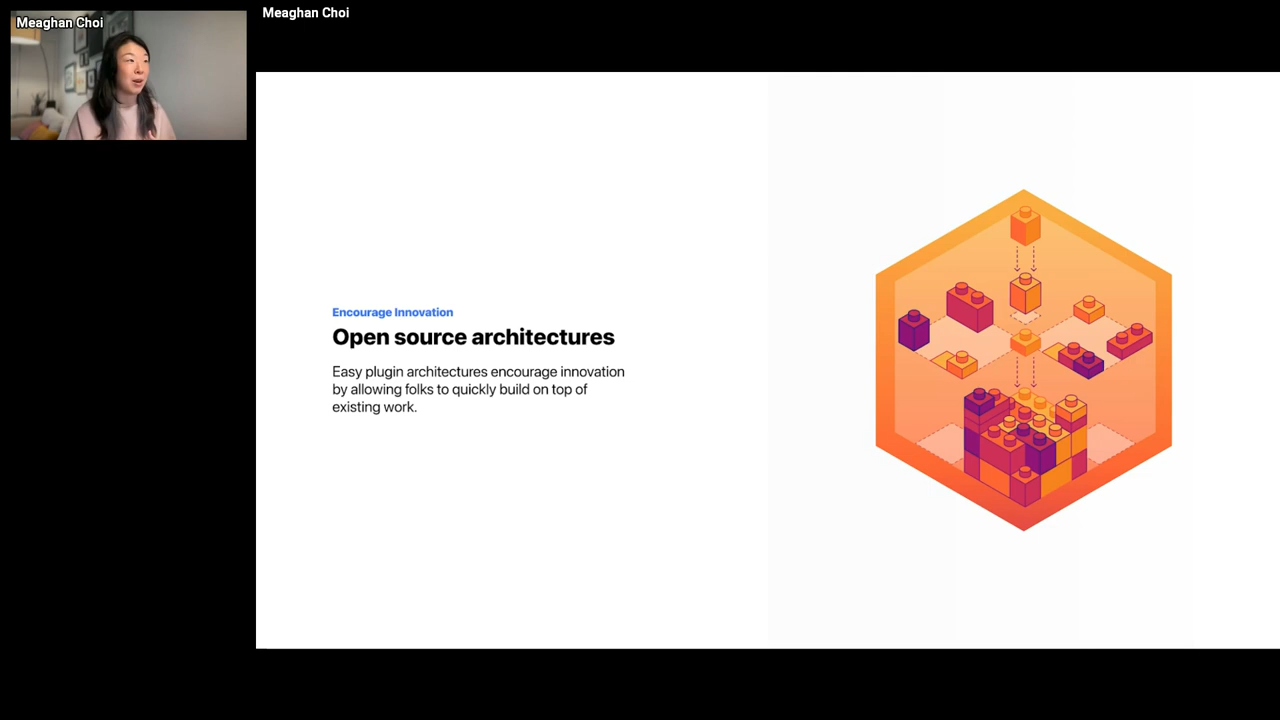 Meaghan Choi
Meaghan Choi
Encourage Innovation
Open source architectures
Easy plugin architectures encourage innovation
by allowing folks to quickly build on top of
existing work.